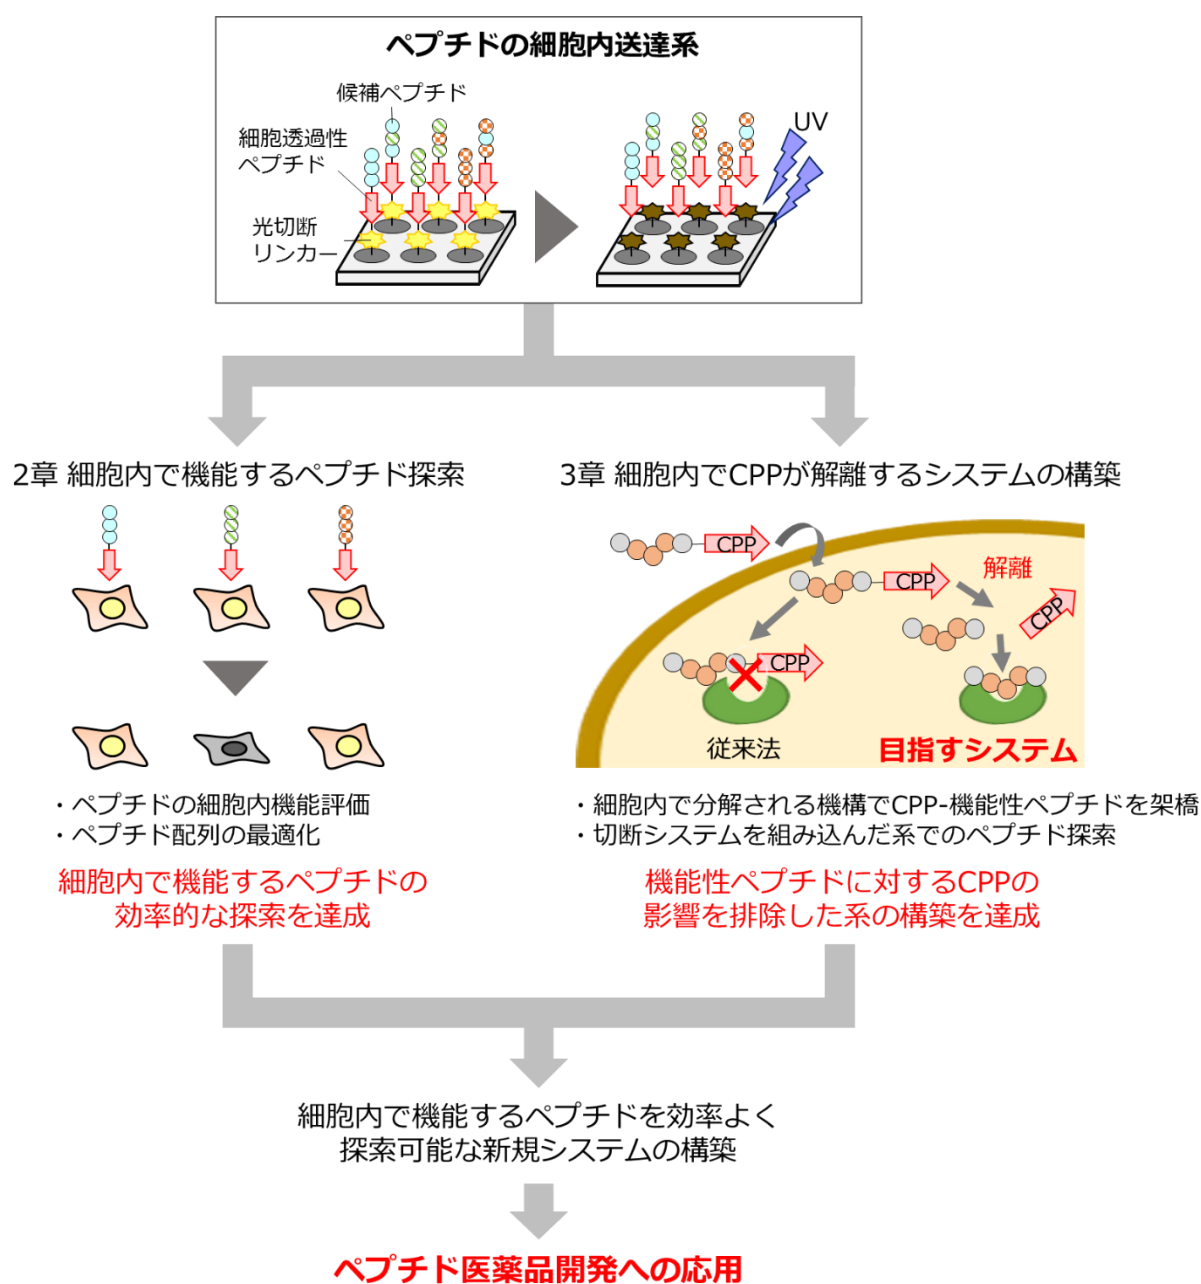 ペプチドの細胞内送達系
候補ペプチド
細胞透過性
ペプチド
光切断
リンカー
UV
2章 細胞内で機能するペプチド探索
・ペプチドの細胞内機能評価
・ペプチド配列の最適化
細胞内で機能するペプチドの
効率的な探索を達成
3章 細胞内でCPPが解離するシステムの構築
CPP
CPP
解離
CPP
CPP
従来法
目指すシステム
・細胞内で分解される機構でCPP-機能性ペプチドを架橋
・切断システムを組み込んだ系でのペプチド探索
機能性ペプチドに対するCPPの
影響を排除した系の構築を達成
細胞内で機能するペプチドを効率よく
探索可能な新規システムの構築
ペプチド医薬品開発への応用